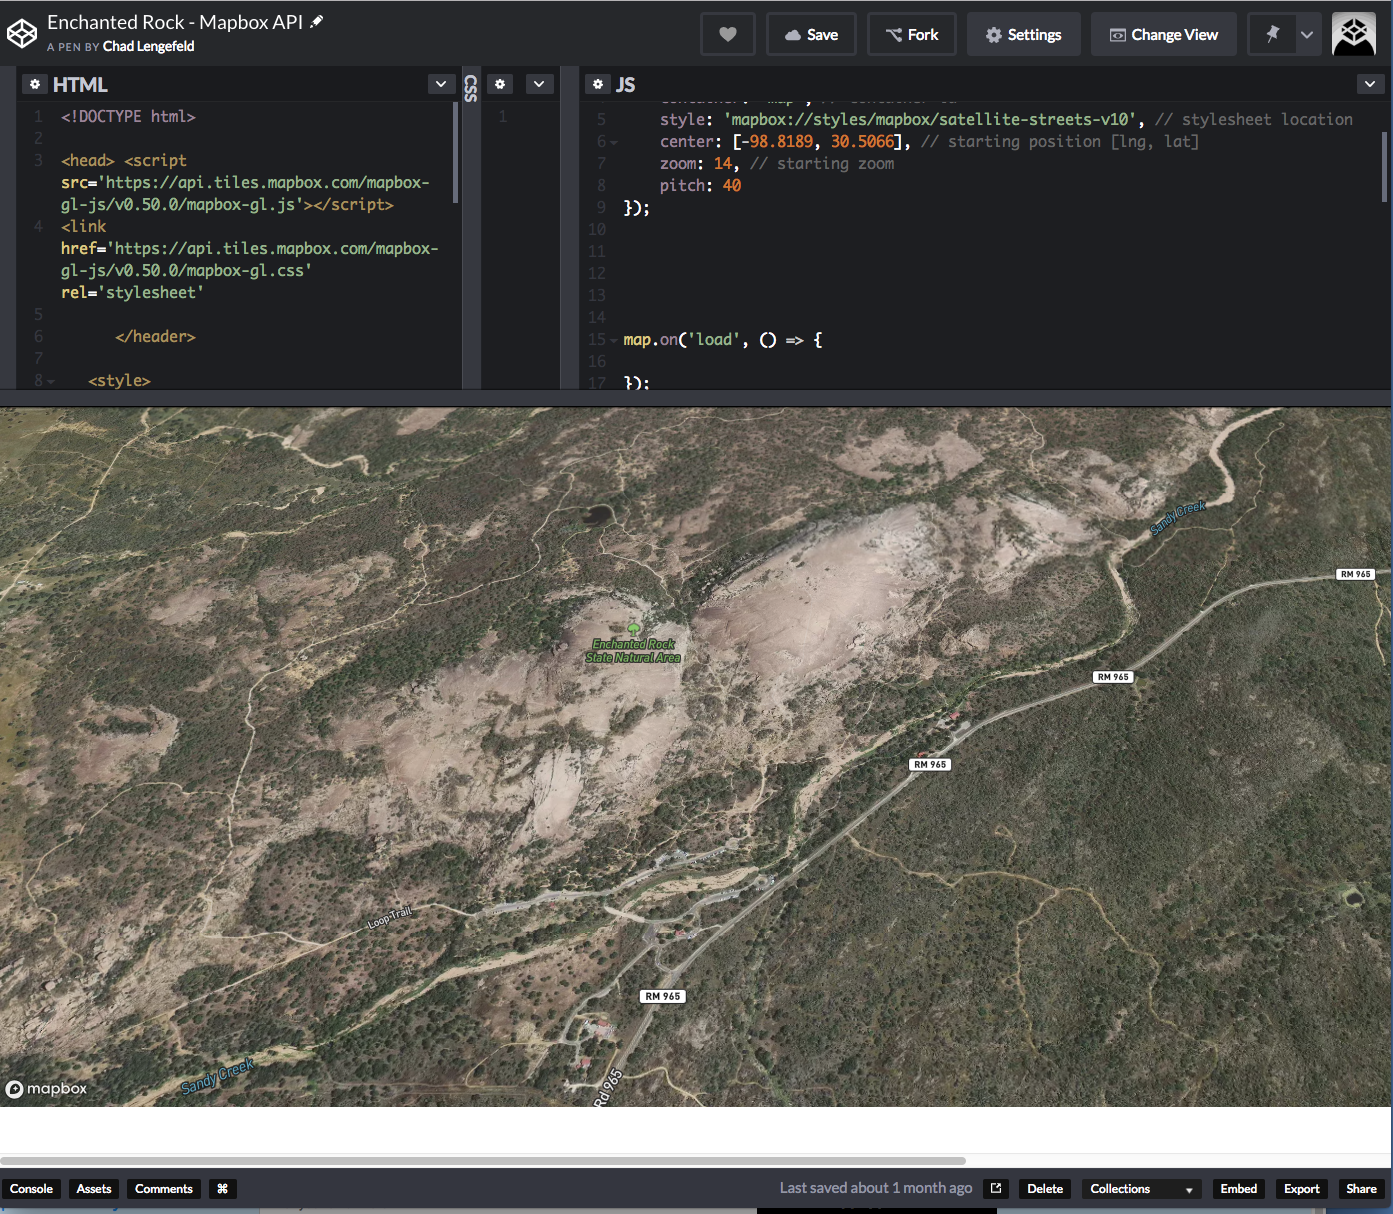 Enchanted Rock - Mapbox API
A PEN BY Chad Lengefeld
Save
Fork
Settings
Change View
HTML
1 <!DOCTYPE html>
2
3 <head> <script
src='https://api.tiles.mapbox.com/mapbox-
gl-js/v0.50.0/mapbox-gl.js'></script>
4 <link
href='https://api.tiles.mapbox.com/mapbox-
gl-js/v0.50.0/mapbox-gl.css'
rel='stylesheet'
5
6 </header>
7
8 <style>
CSS
1
JS
5 style: 'mapbox://styles/mapbox/satellite-streets-v10', // stylesheet location
6 center: [-98.8189, 30.5066], // starting position [lng, lat]
7 zoom: 14, // starting zoom
8 pitch: 40
9 });
10
11
12
13
14
15 map.on('load', () => {
16
17 });
Sandy Creek
RM 965
Enchanted Rock
State Natural Area
RM 965
RM 965
Loop Trail
RM 965
Sandy Creek
Rd 965
mapbox
Console
Assets
Comments
⌘
Last saved about 1 month ago
Delete
Collections
Embed
Export
Share